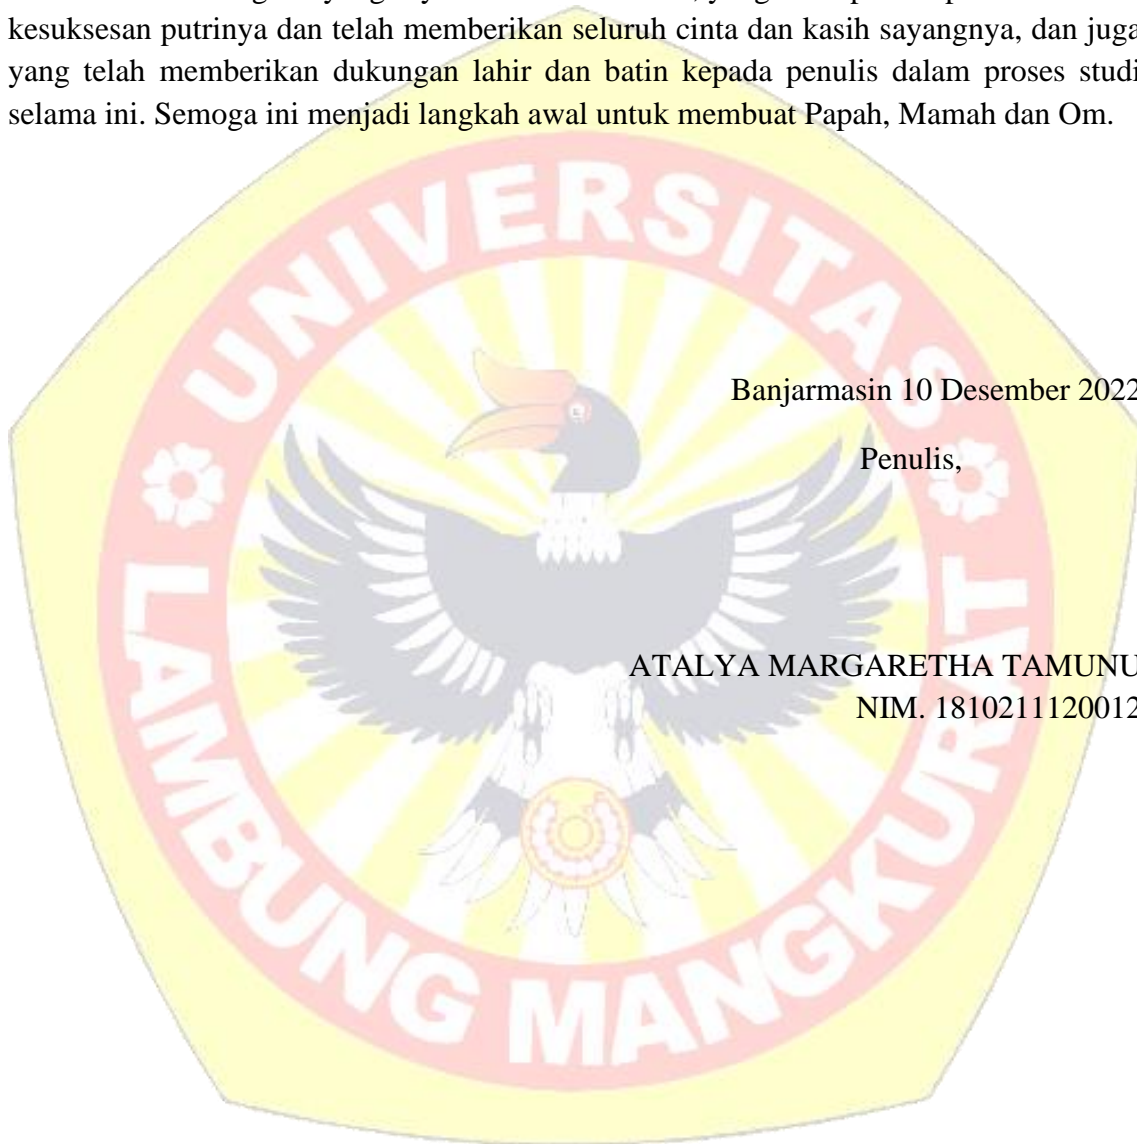 kesuksesan putrinya dan telah memberikan seluruh cinta dan kasih sayangnya, dan juga
yang telah memberikan dukungan lahir dan batin kepada penulis dalam proses studi
selama ini. Semoga ini menjadi langkah awal untuk membuat Papah, Mamah dan Om.
UNIVERSITAS
Banjarmasin 10 Desember 2022
Penulis,
ATALYA MARGARETHA TAMUNU
NIM. 1810211120012
LAMBUNG MANGKURAT